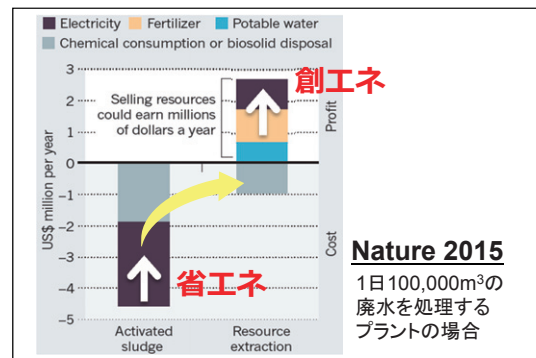 Electricity Fertilizer Potable water
Chemical consumption or biosolid disposal
3
2
1
0
−1
−2
−3
−4
−5
US$ million per year
Selling resources
could earn millions
of dollars a year
創エネ
Profit
Cost
省エネ
Activated
sludge
Resource
extraction
Nature 2015
1日100,000m³の
廃水を処理する
プラントの場合